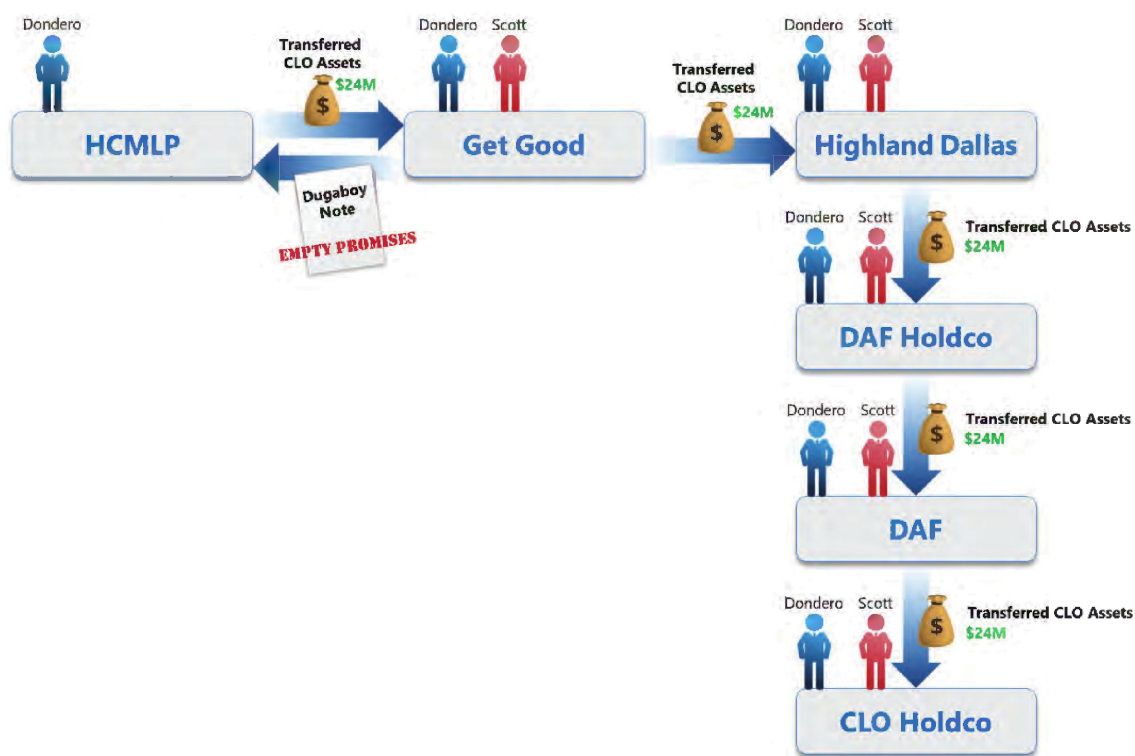 Dondero
Transferred
CLO Assets
$24M
$
HCMLP
Dondero Scott
Get Good
Transferred
CLO Assets
$24M
$
Dondero Scott
Highland Dallas
Dugaboy
Note
EMPTY PROMISES
Dondero Scott
$
Transferred CLO Assets
$24M
DAF Holdco
Dondero Scott
$
Transferred CLO Assets
$24M
DAF
Dondero Scott
$
Transferred CLO Assets
$24M
CLO Holdco